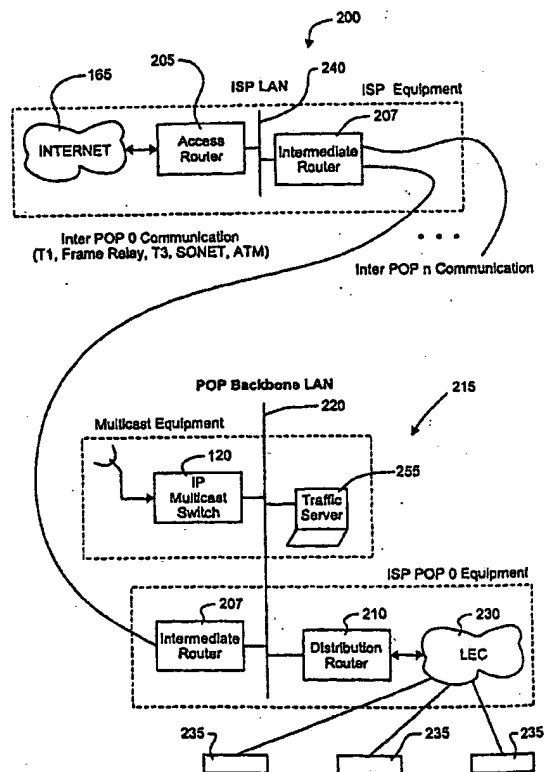 200
205
165
ISP LAN
240
ISP Equipment
207
INTERNET
Access
Router
Intermediate
Router
Inter POP 0 Communication
(T1, Frame Relay, T3, SONET, ATM)
Inter POP n Communication
POP Backbone LAN
220
215
Multicast Equipment
120
255
IP
Multicast
Switch
Traffic
Server
ISP POP 0 Equipment
207
210
230
Intermediate
Router
Distribution
Router
LEC
235
235
235